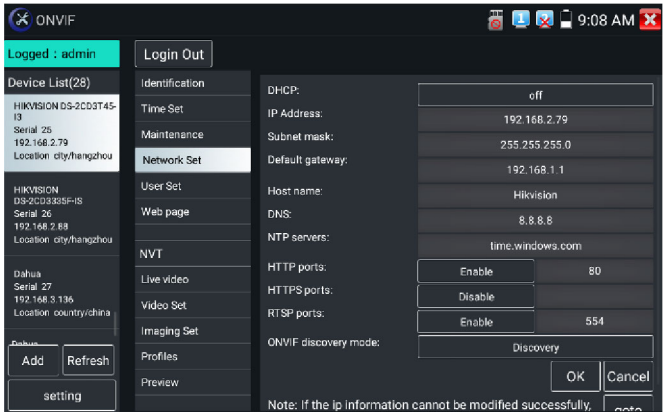 ONVIF
1
9:08 AM
Logged : admin
Login Out
Device List(28)
HIKVISION DS-2CD3T45-
I3
Serial 25
192.168.2.79
Location city/hangzhou
HIKVISION
DS-2CD3335F-IS
Serial 26
192.168.2.88
Location city/hangzhou
Dahua
Serial 27
192.168.3.136
Location country/china
Dahua
Add
Refresh
setting
Identification
Time Set
Maintenance
Network Set
User Set
Web page
NVT
Live video
Video Set
Imaging Set
Profiles
Preview
DHCP: off
IP Address: 192.168.2.79
Subnet mask: 255.255.255.0
Default gateway: 192.168.1.1
Host name: Hikvision
DNS: 8.8.8.8
NTP servers: time.windows.com
HTTP ports: Enable 80
HTTPS ports: Disable
RTSP ports: Enable 554
ONVIF discovery mode: Discovery
OK Cancel
Note: If the ip information cannot be modified successfully,
goto